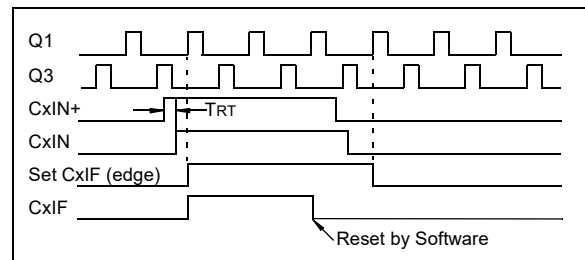 Q1
Q3
CxIN+
TRT
CxIN
Set CxIF (edge)
CxIF
Reset by Software